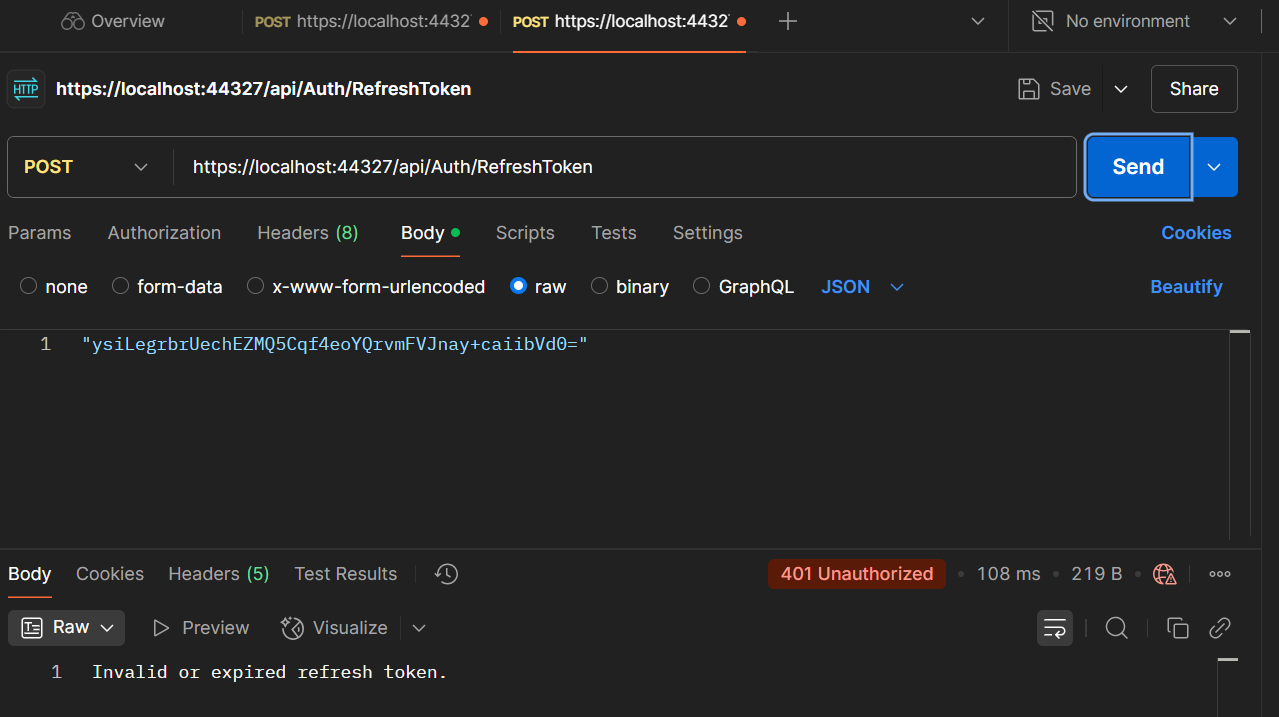 Overview POST https://localhost:4432 POST https://localhost:4432 No environment
HTTP https://localhost:44327/api/Auth/RefreshToken Save Share
POST https://localhost:44327/api/Auth/RefreshToken Send
Params Authorization Headers (8) Body Scripts Tests Settings Cookies
none form-data x-www-form-urlencoded raw binary GraphQL JSON Beautify
1 "ysiLegrbrUechEZMQ5Cqf4eoYQrvmFVJnay+caiibVd0="
Body Cookies Headers (5) Test Results 401 Unauthorized • 108 ms • 219 B •
Raw Preview Visualize
1 Invalid or expired refresh token.